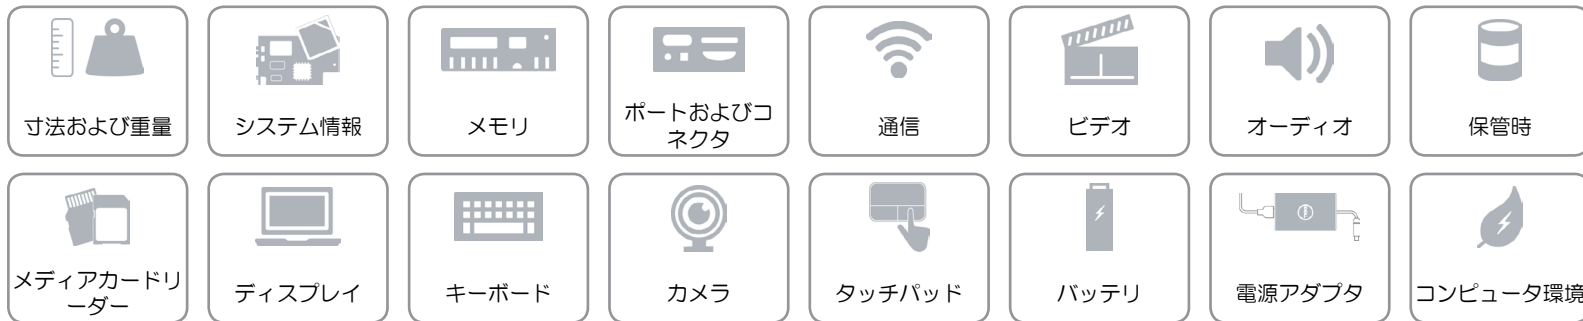 寸法および重量
システム情報
メモリ
ポートおよびコ
ネクタ
通信
ビデオ
オーディオ
保管時
メディアカードリ
ーダー
ディスプレイ
キーボード
カメラ
タッチパッド
バッテリ
電源アダプタ
コンピュータ環境